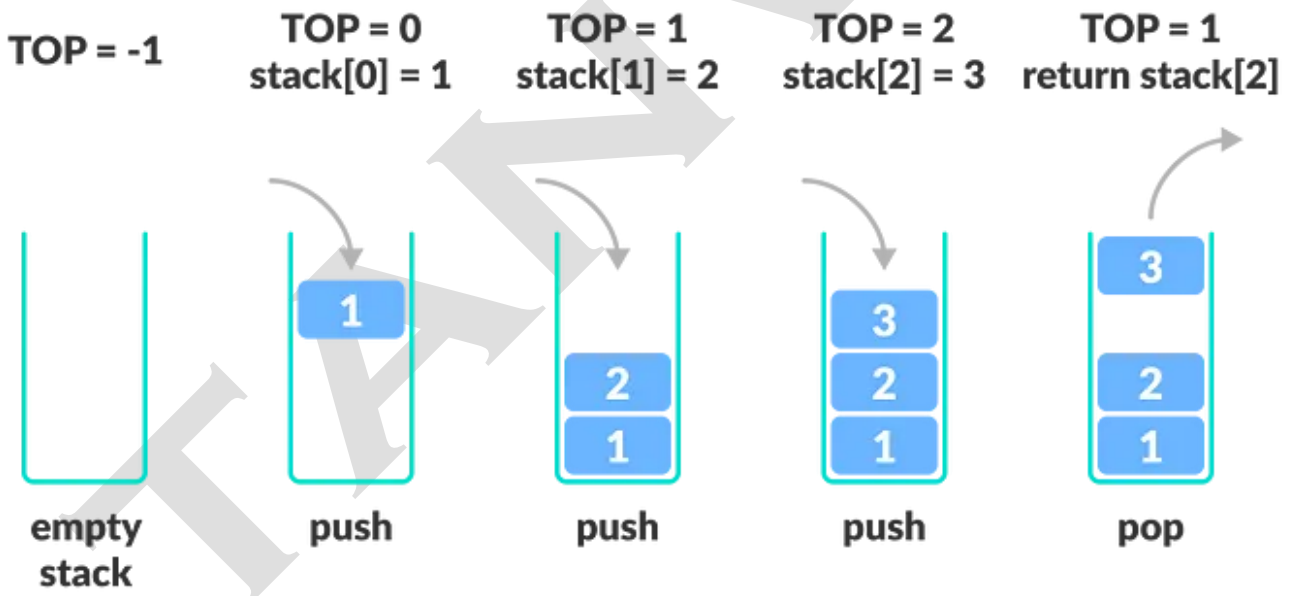 TOP = -1
TOP = 0
stack[0] = 1
TOP = 1
stack[1] = 2
TOP = 2
stack[2] = 3
TOP = 1
return stack[2]
1
2
1
3
2
1
3
2
1
empty
stack
push
push
push
pop